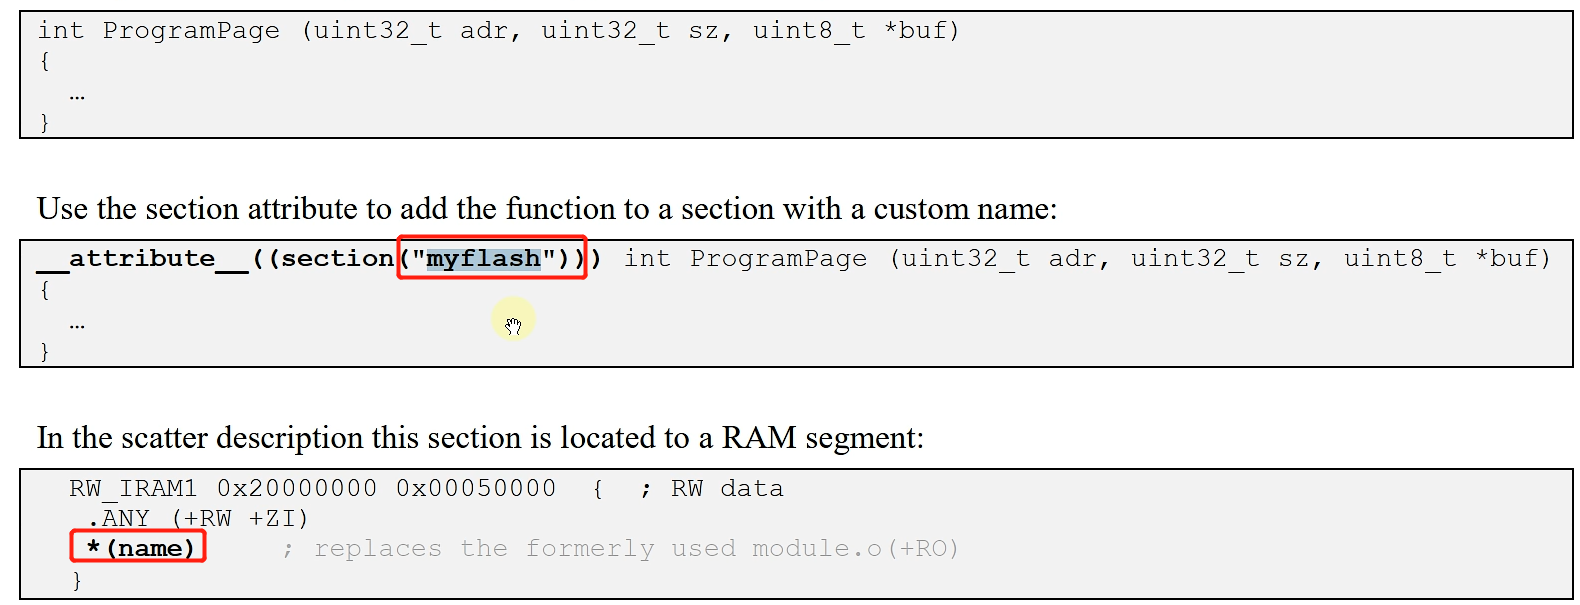 int ProgramPage (uint32_t adr, uint32_t sz, uint8_t *buf)
{
…
}
Use the section attribute to add the function to a section with a custom name:
__attribute__((section("myflash"))) int ProgramPage (uint32_t adr, uint32_t sz, uint8_t *buf)
{
…
}
In the scatter description this section is located to a RAM segment:
RW_IRAM1 0x20000000 0x00050000  {  ; RW data
.ANY (+RW +ZI)
*(name)     ; replaces the formerly used module.o(+RO)
}